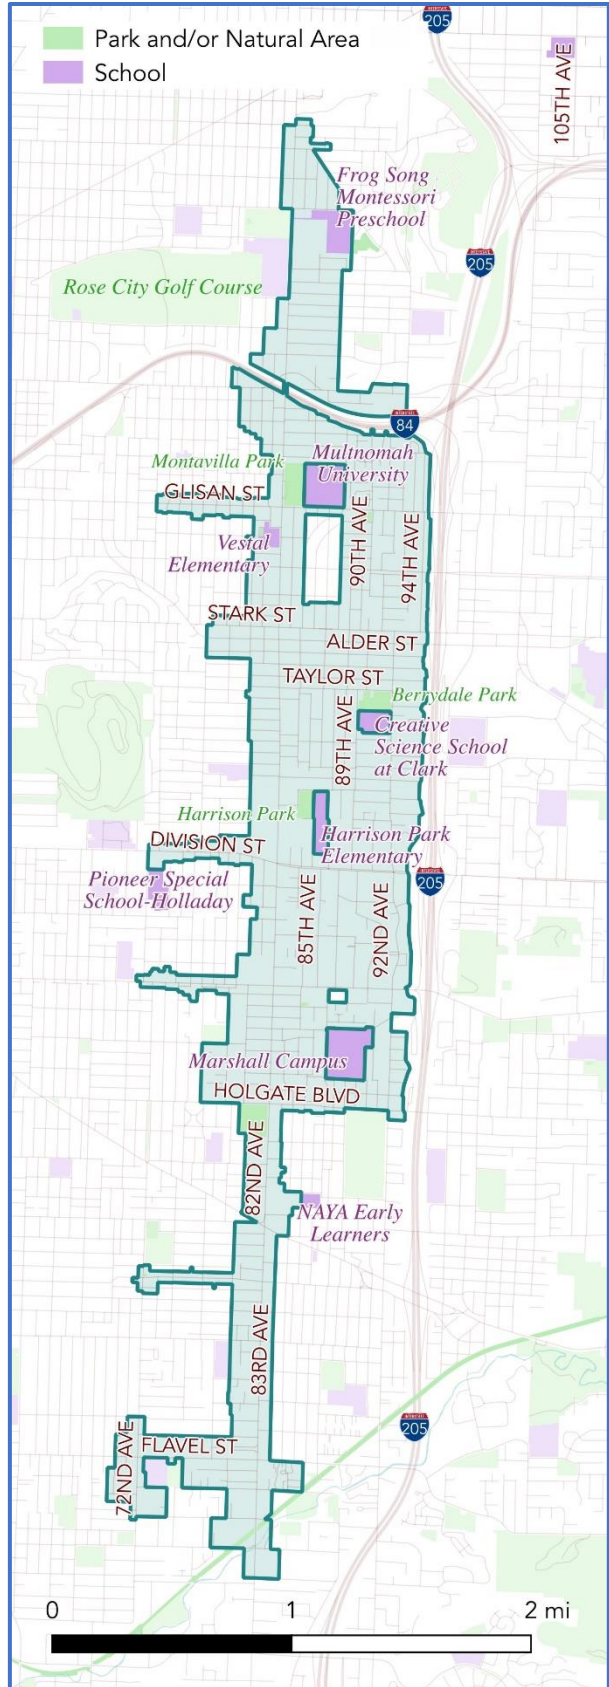 205
Park and/or Natural Area
School
105TH AVE
Frog Song
Montessori
Preschool
205
Rose City Golf Course
84
Montavilla Park
Multnomah
University
GLISAN ST
90TH AVE
94TH AVE
Vestal
Elementary
STARK ST
ALDER ST
TAYLOR ST
89TH AVE
Berrydale Park
Creative
Science School
at Clark
Harrison Park
DIVISION ST
Harrison Park
Elementary
205
Pioneer Special
School-Holladay
85TH AVE
92ND AVE
Marshall Campus
HOLGATE BLVD
82ND AVE
NAYA Early
Learners
83RD AVE
205
72ND AVE
FLAVEL ST
0 1 2 mi